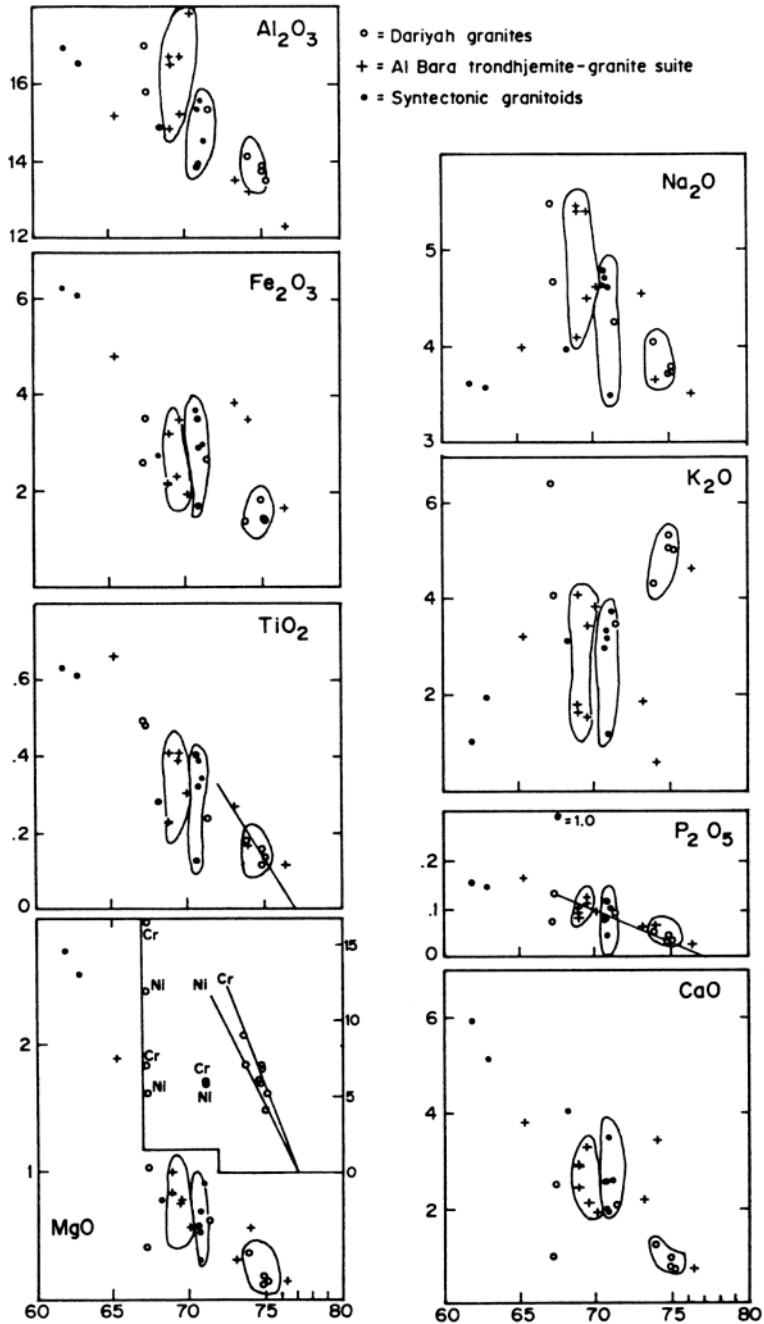 Al2O3
16
14
12
o = Dariyah granites
+ = Al Bara trondhjemite-granite suite
• = Syntectonic granitoids
Fe2O3
6
4
2
0
TiO2
.6
.4
.2
0
Cr
Ni
Cr
Ni
Ni
Cr
Cr
Ni
15
10
5
0
2
1
MgO
60
65
70
75
80
Na2O
5
4
3
K2O
6
4
2
=1.0
P2O5
.2
0.1
0
CaO
6
4
2
0
60
65
70
75
80